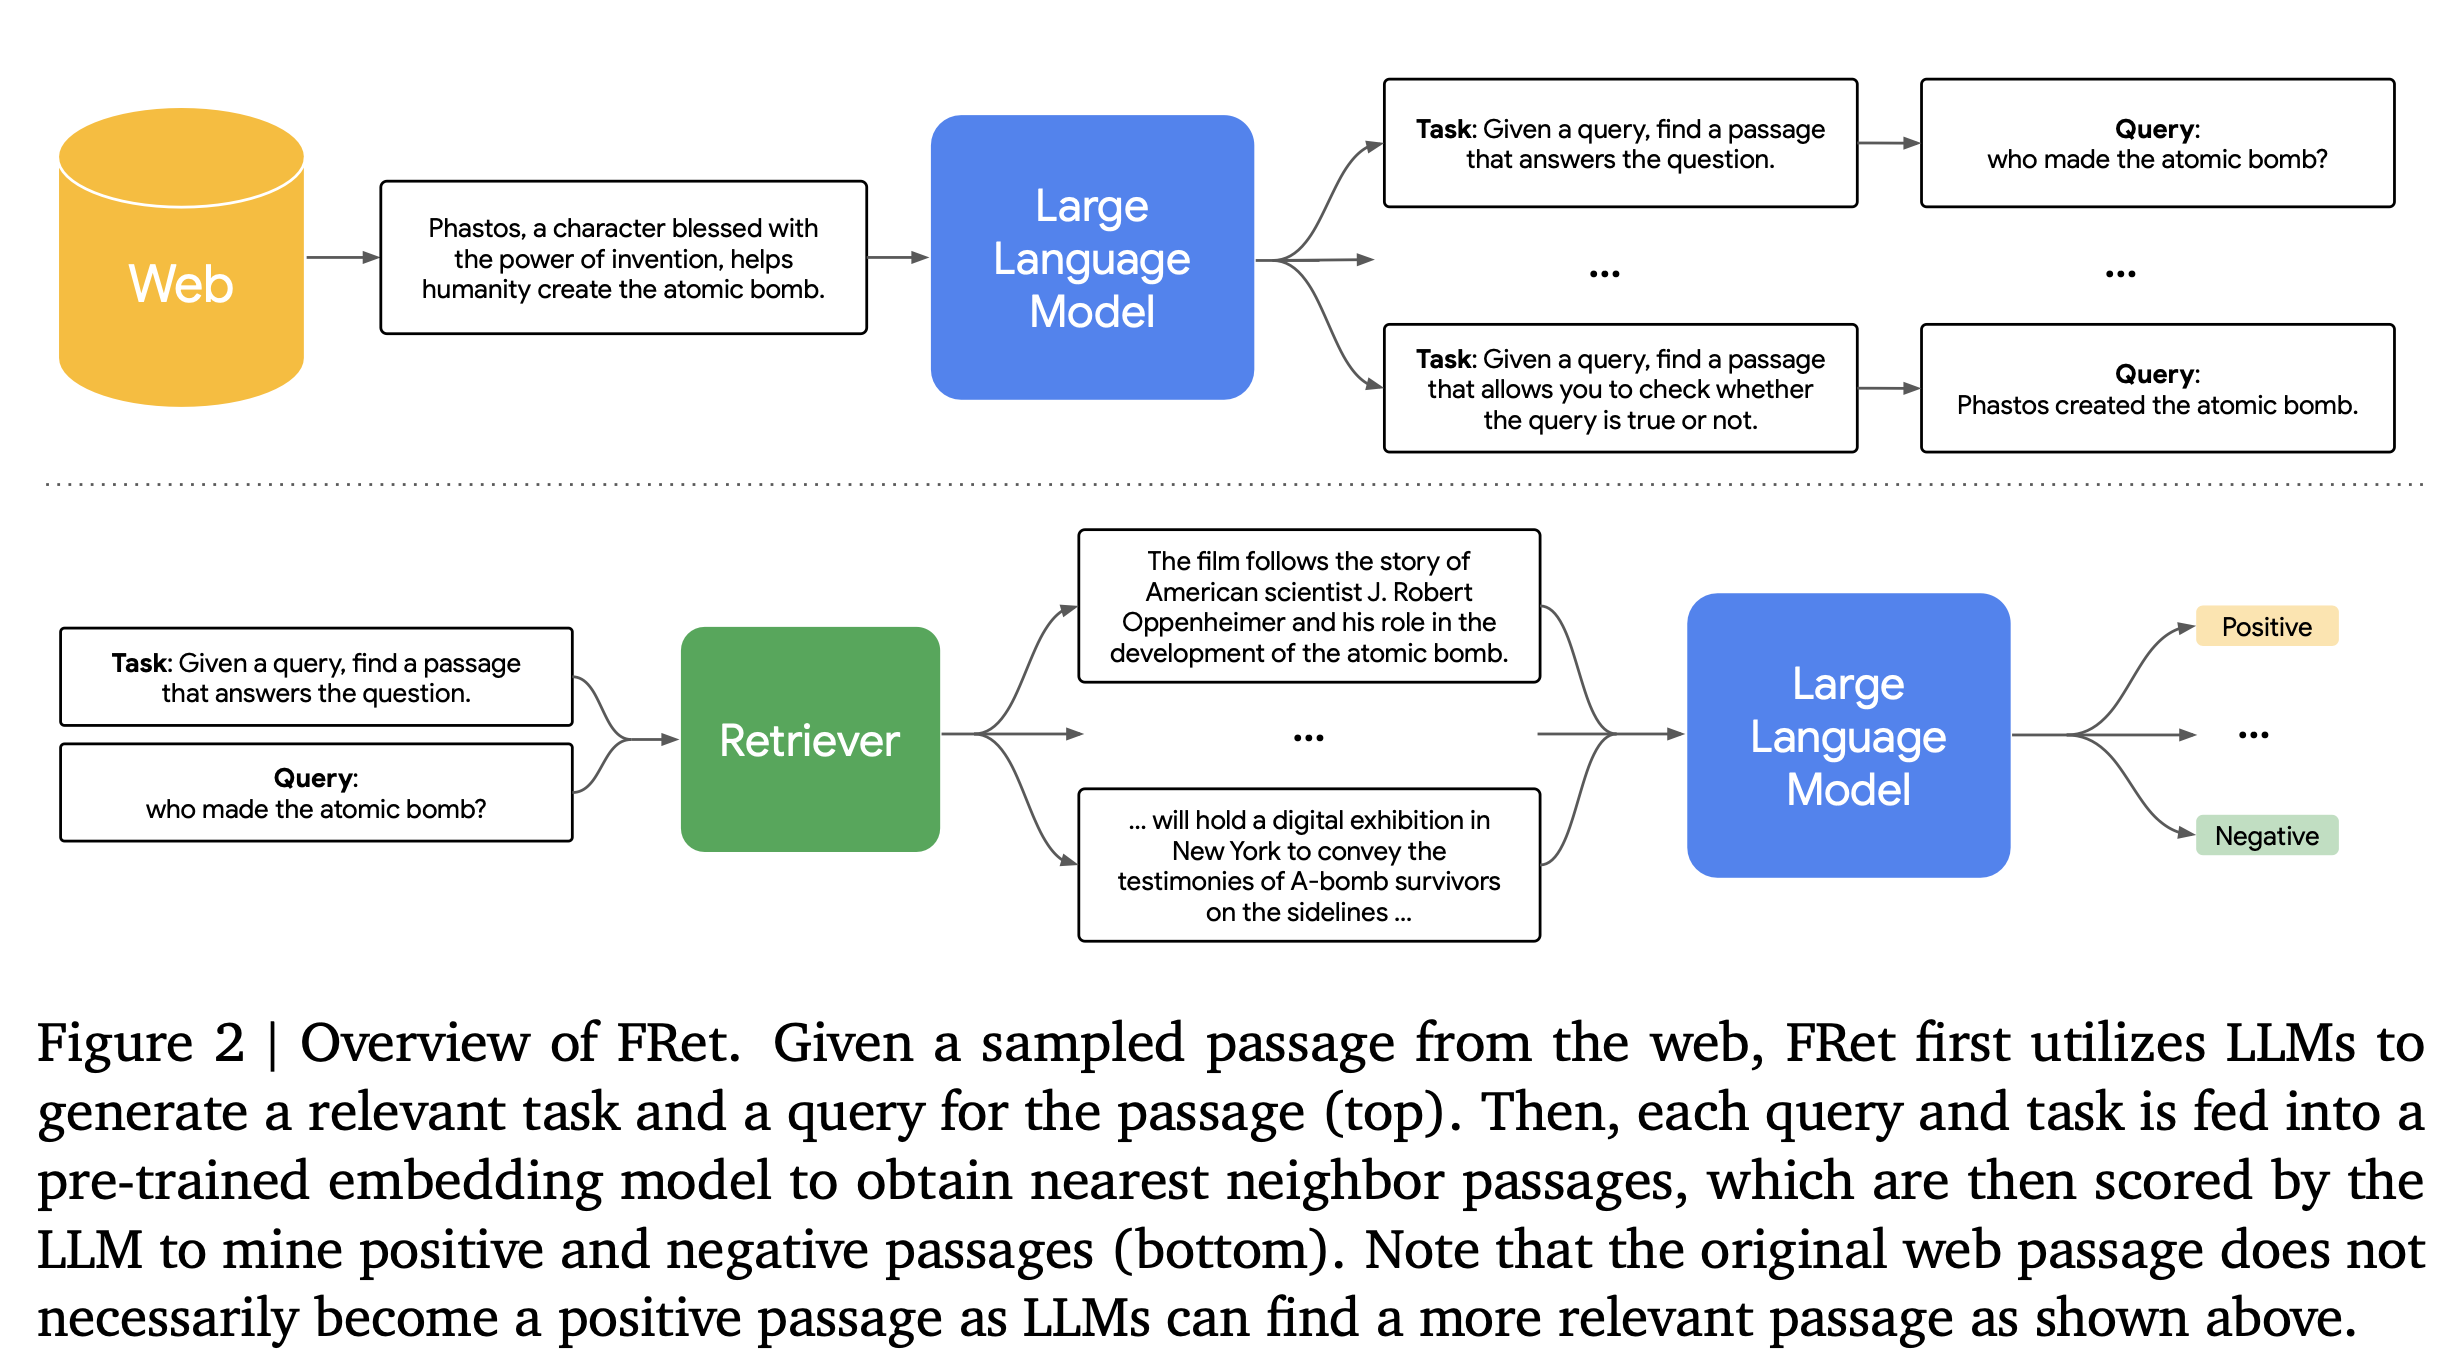 Web
Phastos, a character blessed with
the power of invention, helps
humanity create the atomic bomb.
Large
Language
Model
Task: Given a query, find a passage
that answers the question.
Query:
who made the atomic bomb?
...
...
Task: Given a query, find a passage
that allows you to check whether
the query is true or not.
Query:
Phastos created the atomic bomb.
Task: Given a query, find a passage
that answers the question.
Query:
who made the atomic bomb?
Retriever
The film follows the story of
American scientist J. Robert
Oppenheimer and his role in the
development of the atomic bomb.
...
... will hold a digital exhibition in
New York to convey the
testimonies of A-bomb survivors
on the sidelines ...
Large
Language
Model
Positive
...
Negative
Figure 2 | Overview of FRet. Given a sampled passage from the web, FRet first utilizes LLMs to
generate a relevant task and a query for the passage (top). Then, each query and task is fed into a
pre-trained embedding model to obtain nearest neighbor passages, which are then scored by the
LLM to mine positive and negative passages (bottom). Note that the original web passage does not
necessarily become a positive passage as LLMs can find a more relevant passage as shown above.